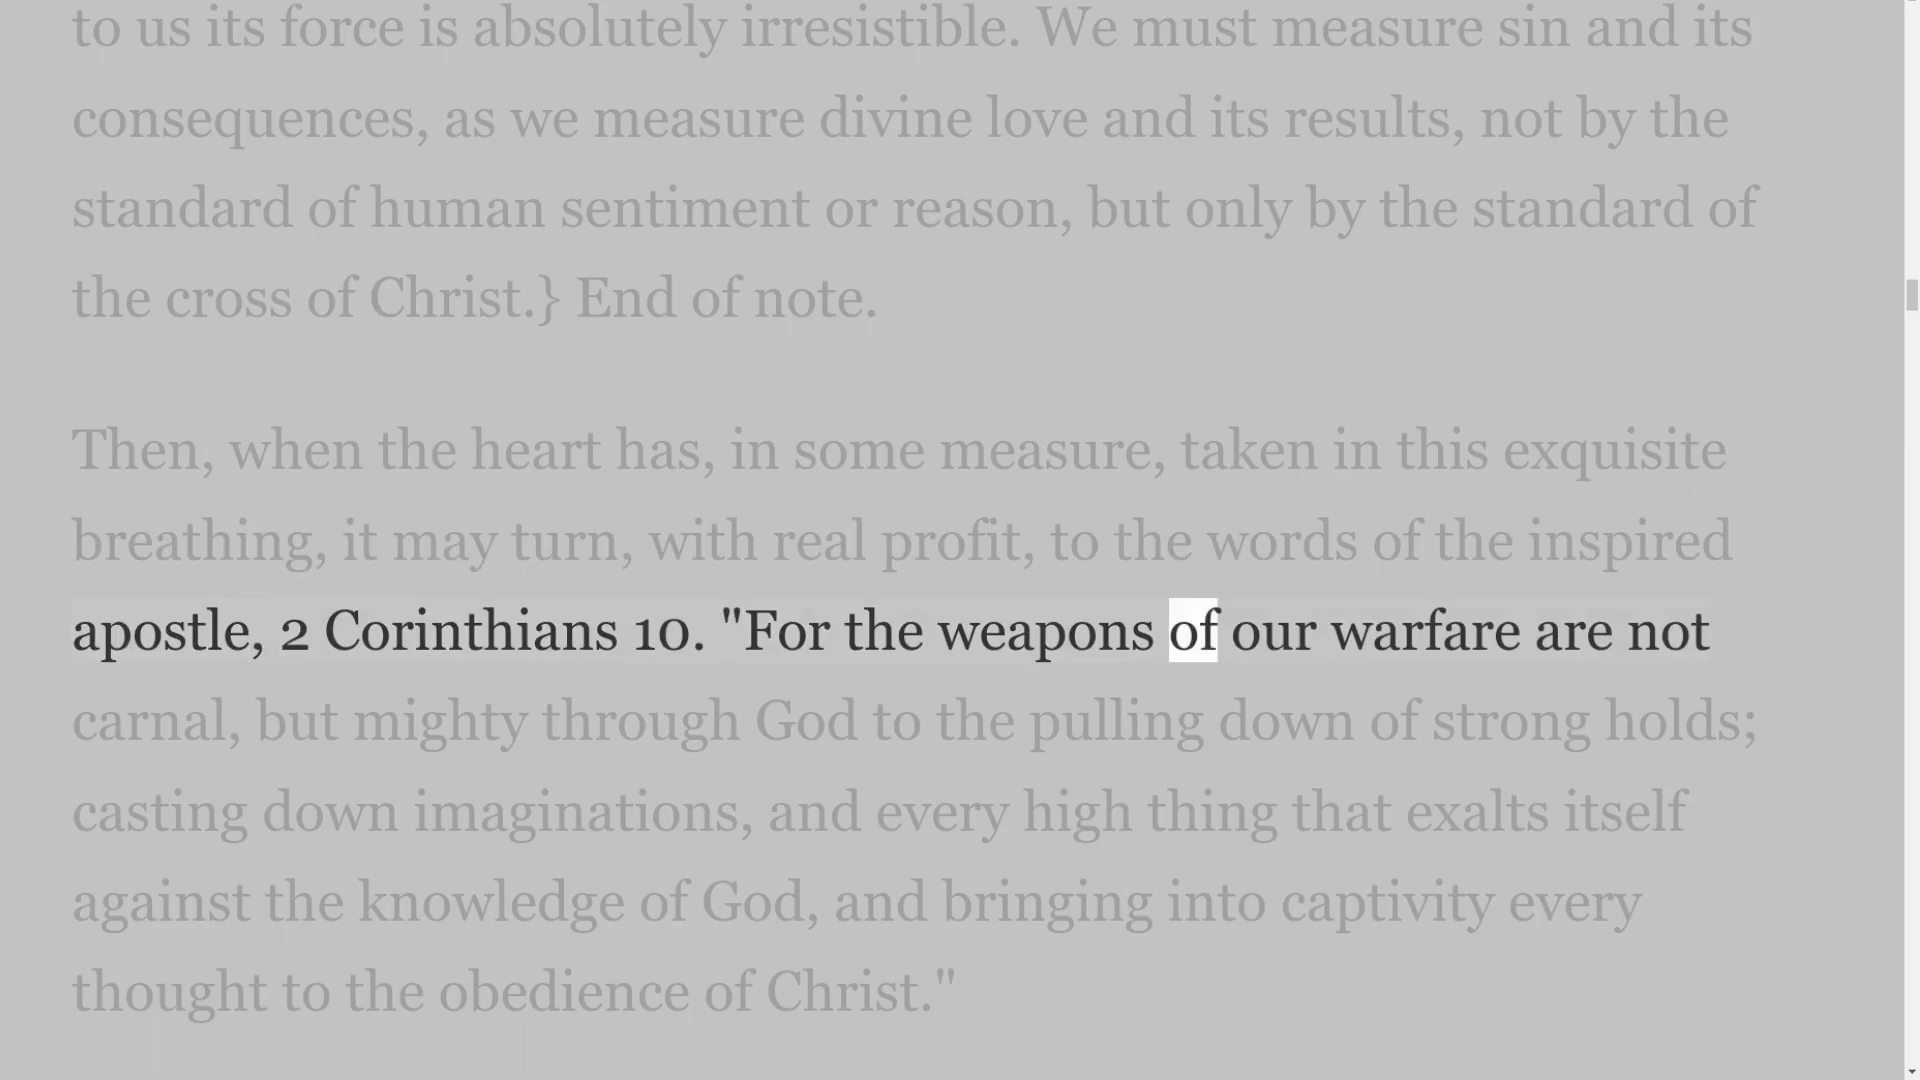 to us its force is absolutely irresistible. We must measure sin and its
consequences, as we measure divine love and its results, not by the
standard of human sentiment or reason, but only by the standard of
the cross of Christ.} End of note.
Then, when the heart has, in some measure, taken in this exquisite
breathing, it may turn, with real profit, to the words of the inspired
apostle, 2 Corinthians 10. "For the weapons of our warfare are not
carnal, but mighty through God to the pulling down of strong holds;
casting down imaginations, and every high thing that exalts itself
against the knowledge of God, and bringing into captivity every
thought to the obedience of Christ."